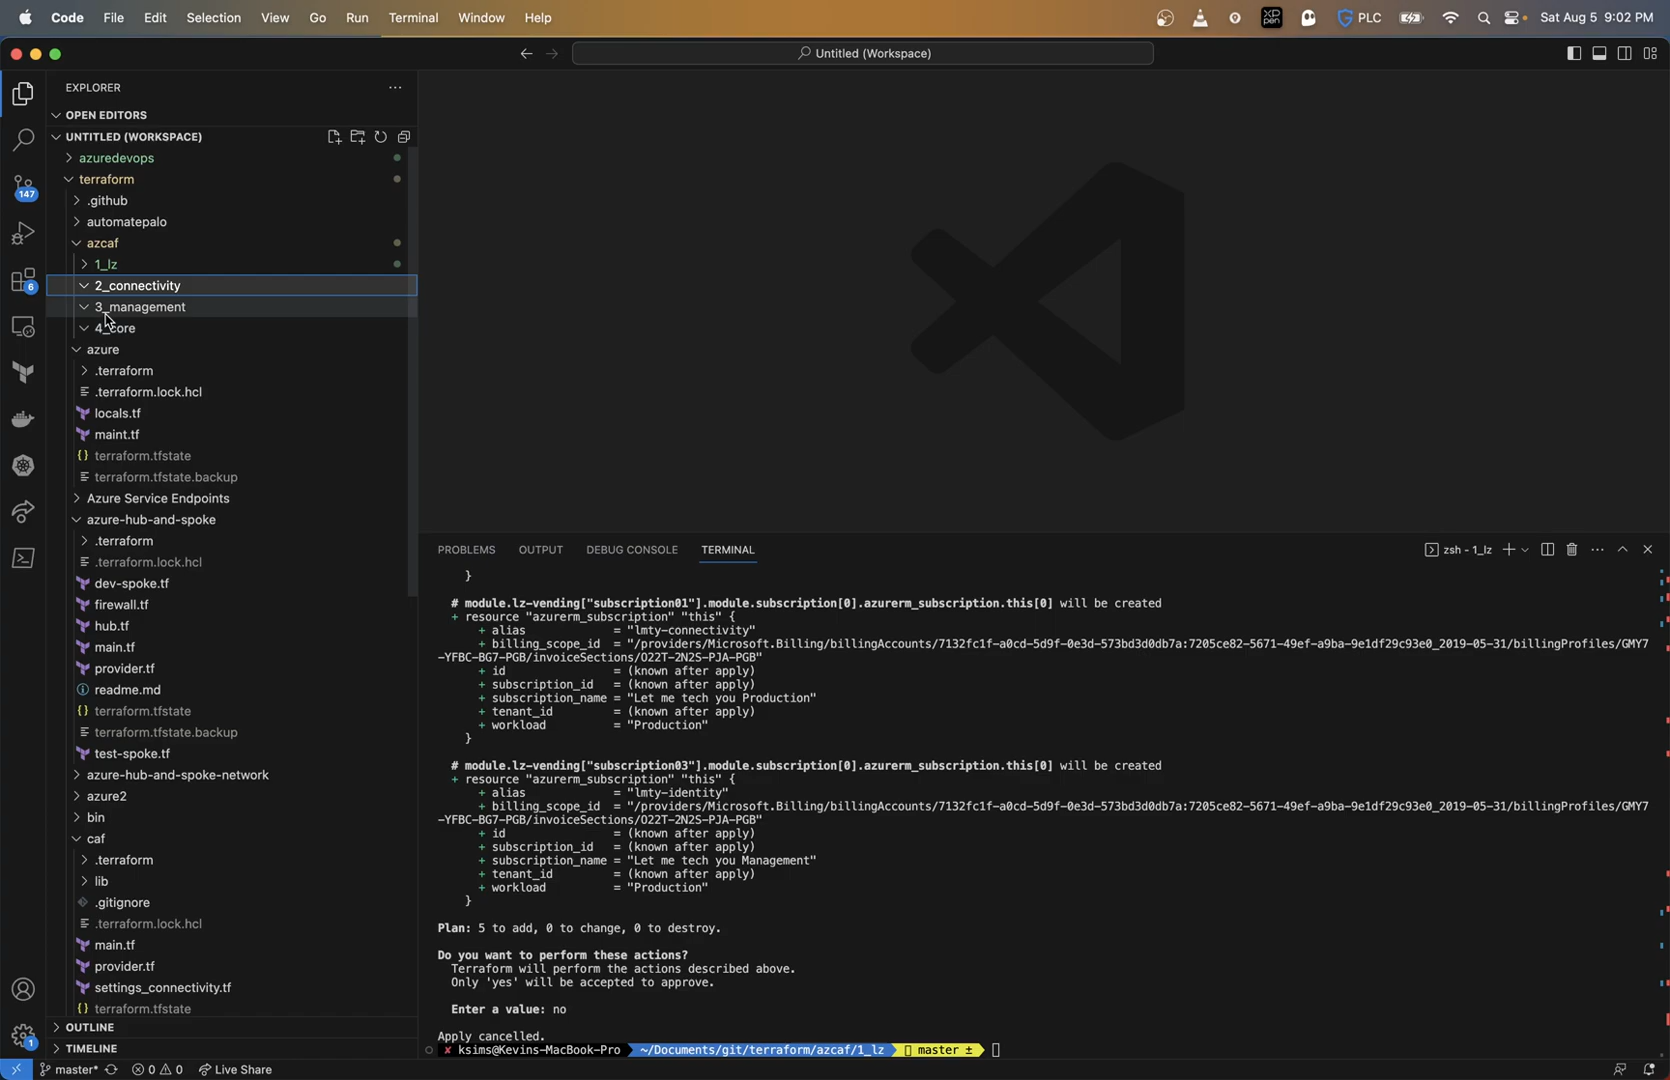 Code File Edit Selection View Go Run Terminal Window Help
PLC
Sat Aug 5 9:02 PM
Untitled (Workspace)
EXPLORER
OPEN EDITORS
UNTITLED (WORKSPACE)
azuredevops
terraform
.github
automatepalo
azcaf
1_lz
2_connectivity
3_management
4_core
azure
.terraform
.terraform.lock.hcl
locals.tf
maint.tf
terraform.tfstate
terraform.tfstate.backup
Azure Service Endpoints
azure-hub-and-spoke
.terraform
.terraform.lock.hcl
dev-spoke.tf
firewall.tf
hub.tf
main.tf
provider.tf
readme.md
terraform.tfstate
terraform.tfstate.backup
test-spoke.tf
azure-hub-and-spoke-network
azure2
bin
caf
.terraform
lib
.gitignore
.terraform.lock.hcl
main.tf
provider.tf
settings_connectivity.tf
terraform.tfstate
OUTLINE
TIMELINE
147
6
1
PROBLEMS OUTPUT DEBUG CONSOLE TERMINAL
zsh - 1_lz
}
# module.lz-vending["subscription01"].module.subscription[0].azurerm_subscription.this[0] will be created
+ resource "azurerm_subscription" "this" {
+ alias = "lmty-connectivity"
+ billing_scope_id = "/providers/Microsoft.Billing/billingAccounts/7132fc1f-a0cd-5d9f-0e3d-573bd3d0db7a:7205ce82-5671-49ef-a9ba-9e1df29c93e0_2019-05-31/billingProfiles/GMY7
-YFBC-BG7-PGB/invoiceSections/O22T-2N2S-PJA-PGB"
+ id = (known after apply)
+ subscription_id = (known after apply)
+ subscription_name = "Let me tech you Production"
+ tenant_id = (known after apply)
+ workload = "Production"
}
# module.lz-vending["subscription03"].module.subscription[0].azurerm_subscription.this[0] will be created
+ resource "azurerm_subscription" "this" {
+ alias = "lmty-identity"
+ billing_scope_id = "/providers/Microsoft.Billing/billingAccounts/7132fc1f-a0cd-5d9f-0e3d-573bd3d0db7a:7205ce82-5671-49ef-a9ba-9e1df29c93e0_2019-05-31/billingProfiles/GMY7
-YFBC-BG7-PGB/invoiceSections/O22T-2N2S-PJA-PGB"
+ id = (known after apply)
+ subscription_id = (known after apply)
+ subscription_name = "Let me tech you Management"
+ tenant_id = (known after apply)
+ workload = "Production"
}
Plan: 5 to add, 0 to change, 0 to destroy.
Do you want to perform these actions?
Terraform will perform the actions described above.
Only 'yes' will be accepted to approve.
Enter a value: no
Apply cancelled.
✘ ksims@Kevins-MacBook-Pro ~/Documents/git/terraform/azcaf/1_lz master ±
master* 0 0 Live Share